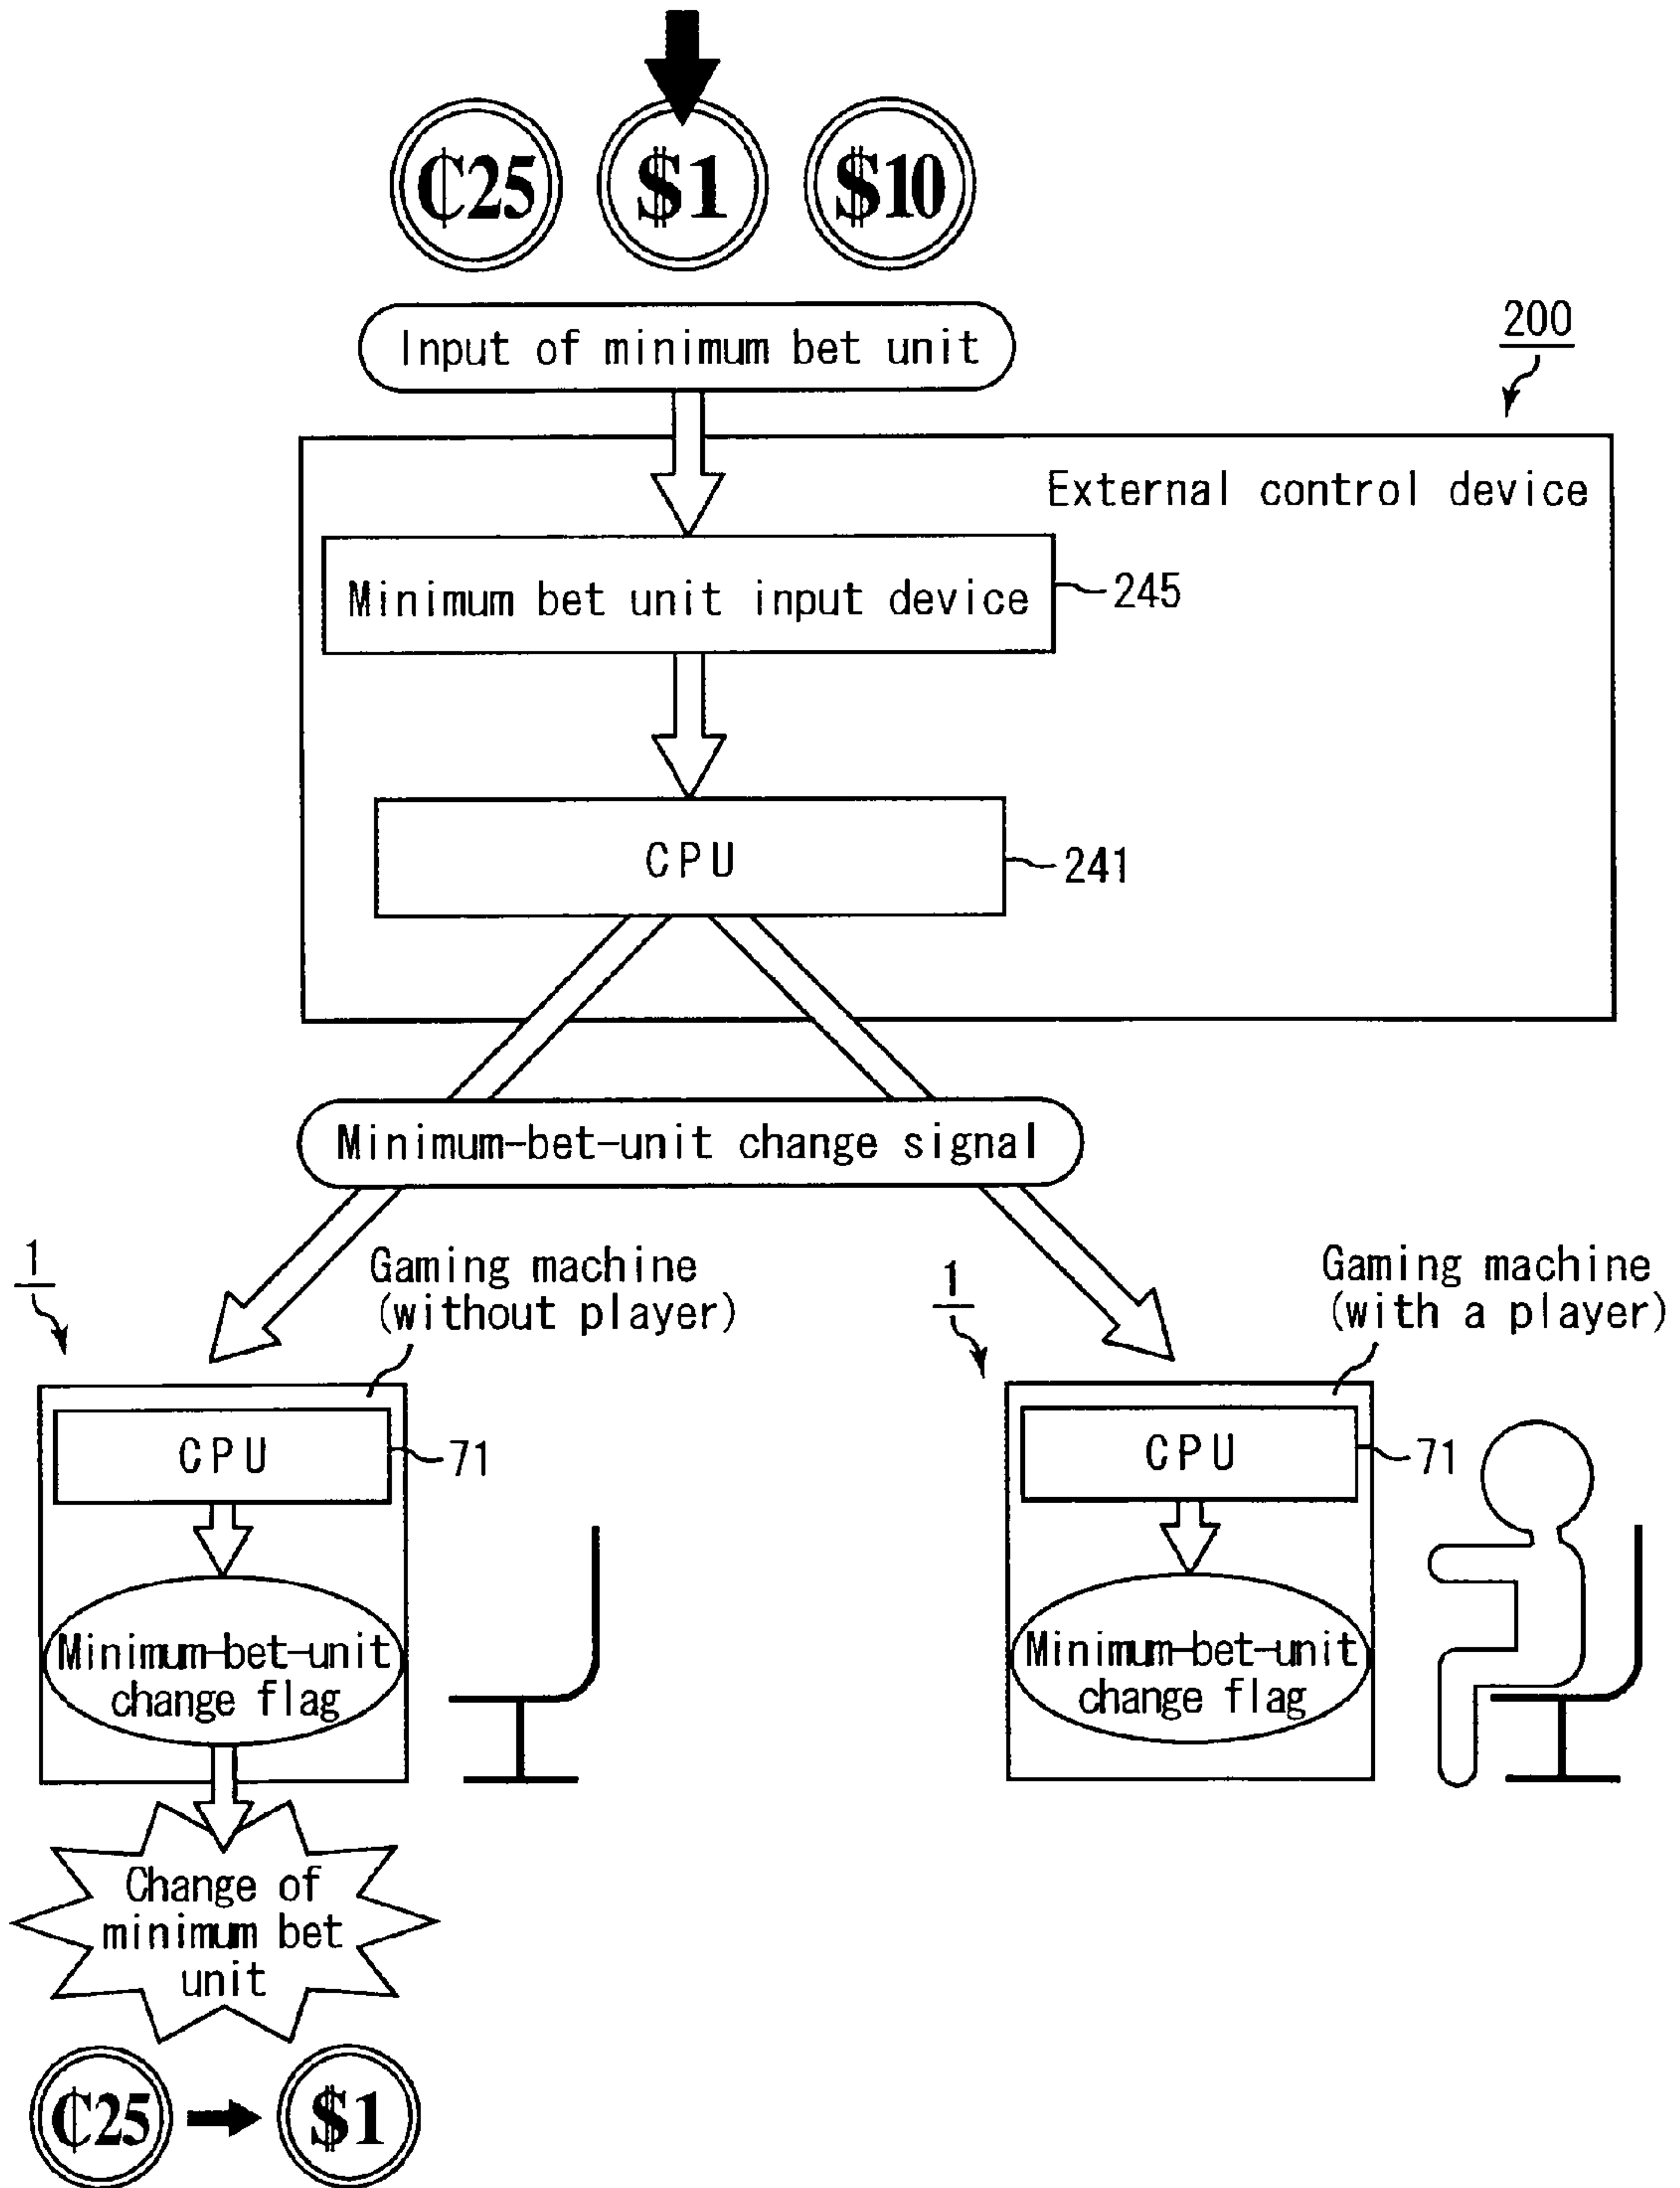 ₵25 $1 $10
Input of minimum bet unit
200
External control device
Minimum bet unit input device
245
CPU
241
Minimum-bet-unit change signal
1
Gaming machine
(without player)
CPU
71
Minimum-bet-unit
change flag
Change of
minimum bet
unit
₵25 $1
1
Gaming machine
(with a player)
CPU
71
Minimum-bet-unit
change flag